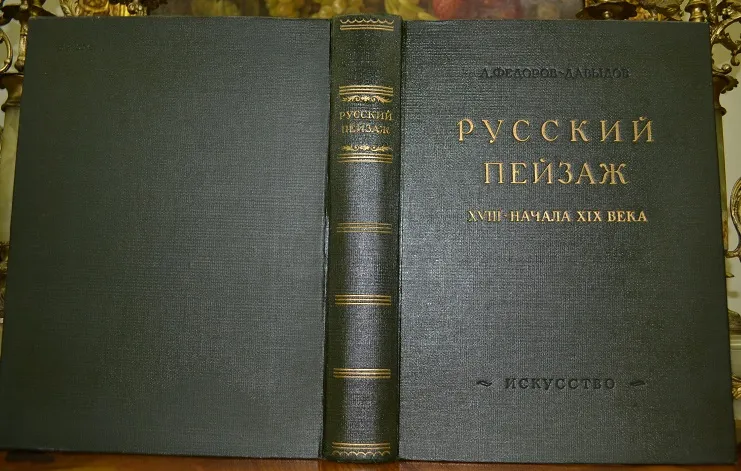 РУССКИЙ
ПЕЙЗАЖ
А.ФЕДОРОВ-ДАВЫДОВ
РУССКИЙ
ПЕЙЗАЖ
XVIII-НАЧАЛА XIX ВЕКА
~ ИСКУССТВО ~